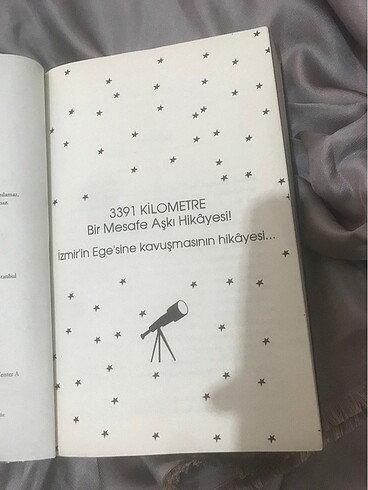 3391 KİLOMETRE
Bir Mesafe Aşkı Hikâyesi!
İzmir'in Ege'sine kavuşmasının hikâyesi...